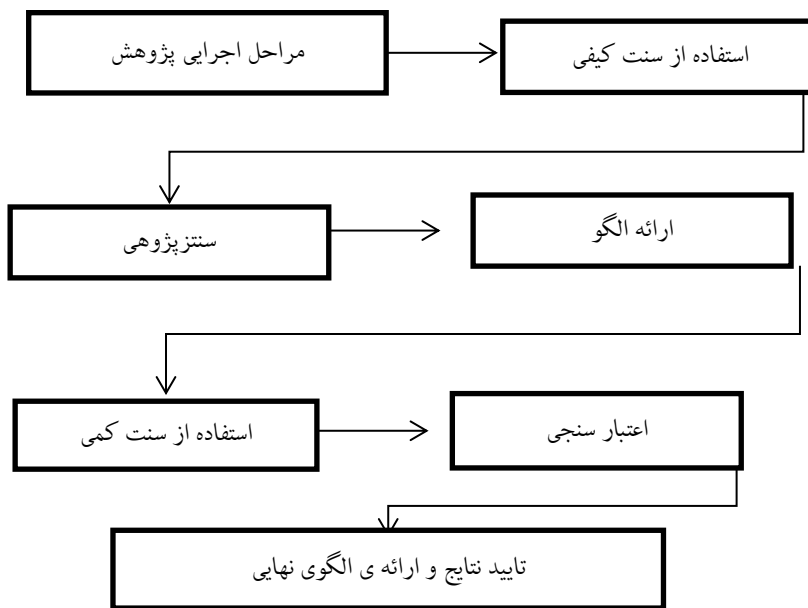 مراحل اجرایی پژوهش
استفاده از سنت کیفی
سنتزپژوهی
ارائه الگو
استفاده از سنت کمی
اعتبار سنجی
تایید نتایج و ارائه ی الگوی نهایی